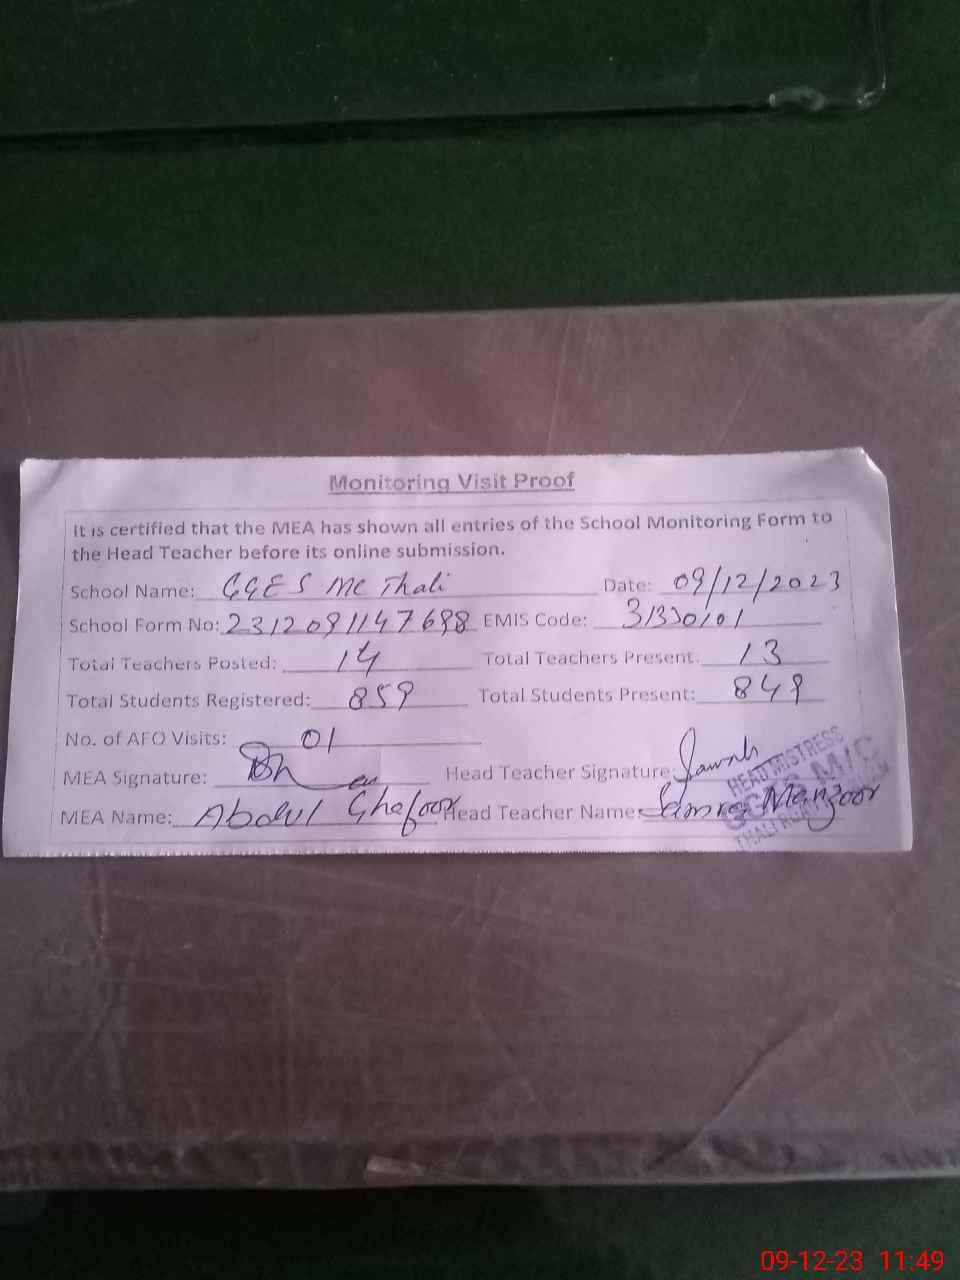 Monitoring Visit Proof
It is certified that the MEA has shown all entries of the School Monitoring Form to
the Head Teacher before its online submission.
School Name: GGES MC Thali Date: 09/12/2023
School Form No: 2312091147698 EMIS Code: 31330101
Total Teachers Posted: 14 Total Teachers Present: 13
Total Students Registered: 859 Total Students Present: 849
No. of AFO Visits: 01
MEA Signature: Head Teacher Signature:
MEA Name: Abdul Ghafoor Head Teacher Name: Manzoor
HEADMISTRESS
M/C
THALI
09-12-23 11:49